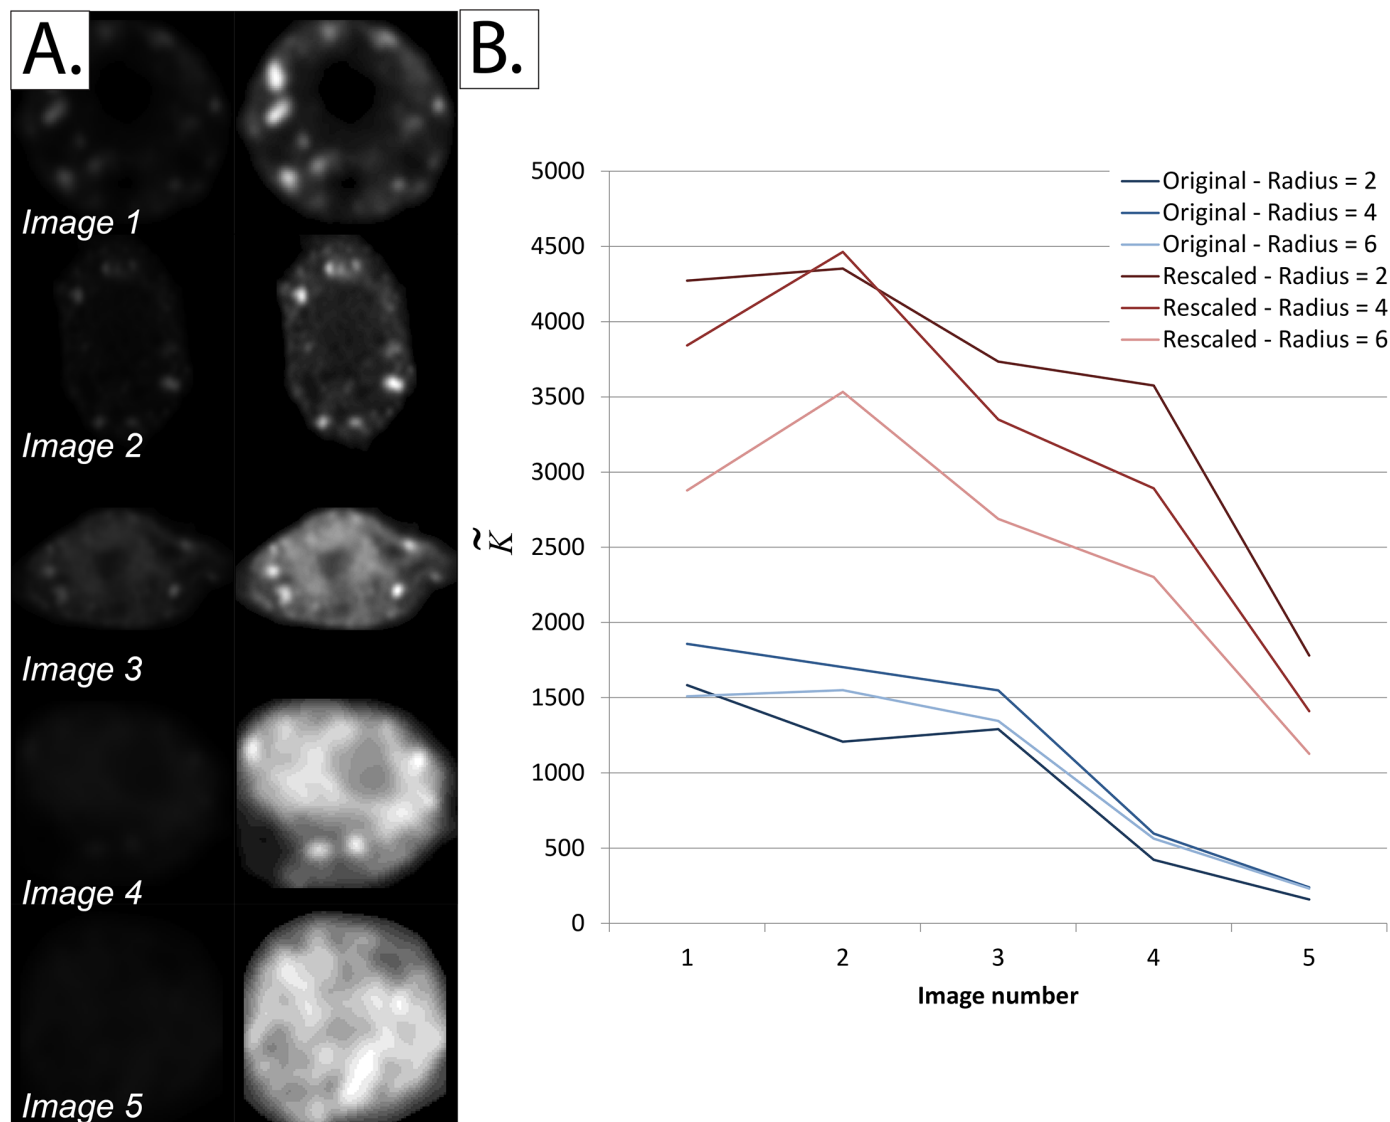 A.
Image 1
Image 2
Image 3
Image 4
Image 5
B.
5000
4500
4000
3500
3000
2500
2000
1500
1000
500
0
K̃
1 2 3 4 5
Image number
Original - Radius = 2
Original - Radius = 4
Original - Radius = 6
Rescaled - Radius = 2
Rescaled - Radius = 4
Rescaled - Radius = 6